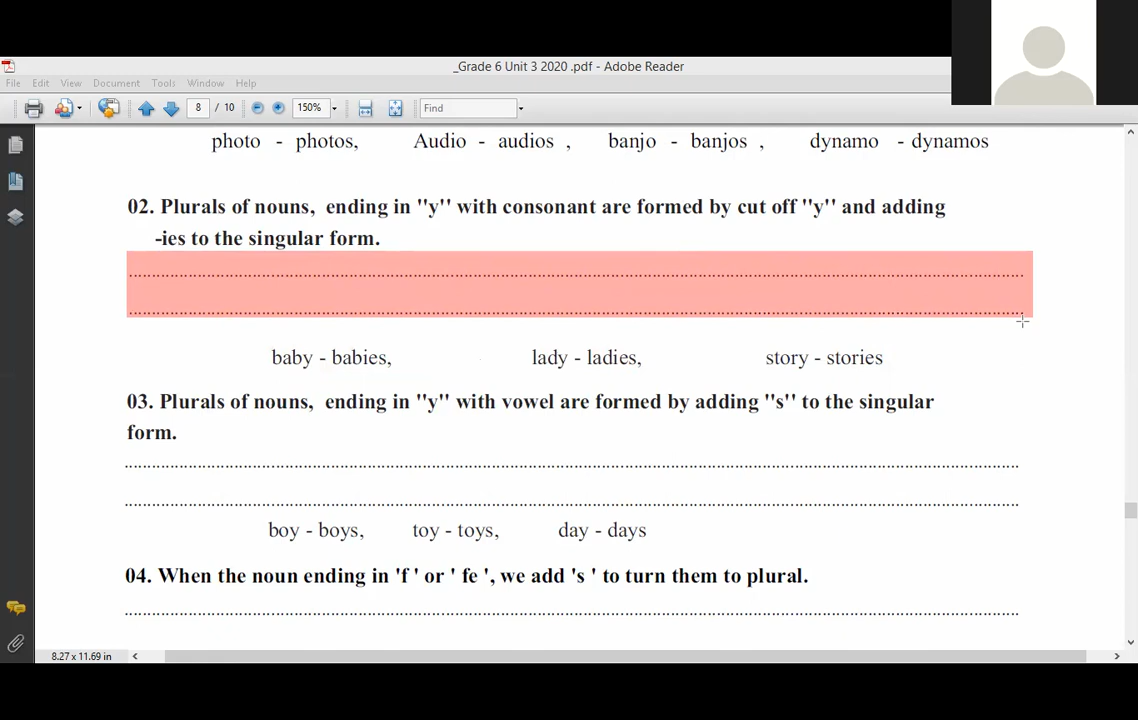 _Grade 6 Unit 3 2020 .pdf - Adobe Reader
File Edit View Document Tools Window Help
8 / 10 150% Find
photo - photos, Audio - audios , banjo - banjos , dynamo - dynamos
02. Plurals of nouns, ending in "y" with consonant are formed by cut off "y" and adding
-ies to the singular form.
baby - babies, lady - ladies, story - stories
03. Plurals of nouns, ending in "y" with vowel are formed by adding "s" to the singular
form.
boy - boys, toy - toys, day - days
04. When the noun ending in 'f ' or ' fe ', we add 's ' to turn them to plural.
8.27 x 11.69 in